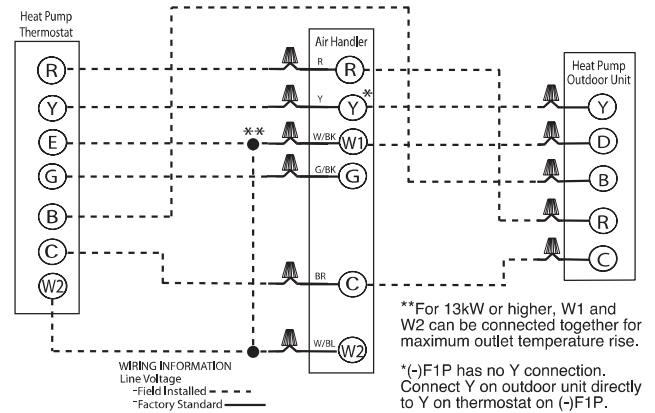 Heat Pump
Thermostat
R
Y
E
G
B
C
W2
**
Air Handler
R
R
Y
Y
*
W/BK
W1
G/BK
G
BR
C
W/BL
W2
Heat Pump
Outdoor Unit
Y
D
B
R
C
WIRING INFORMATION
Line Voltage
-Field Installed
-Factory Standard
**For 13kW or higher, W1 and
W2 can be connected together for
maximum outlet temperature rise.
*(-)F1P has no Y connection.
Connect Y on outdoor unit directly
to Y on thermostat on (-)F1P.